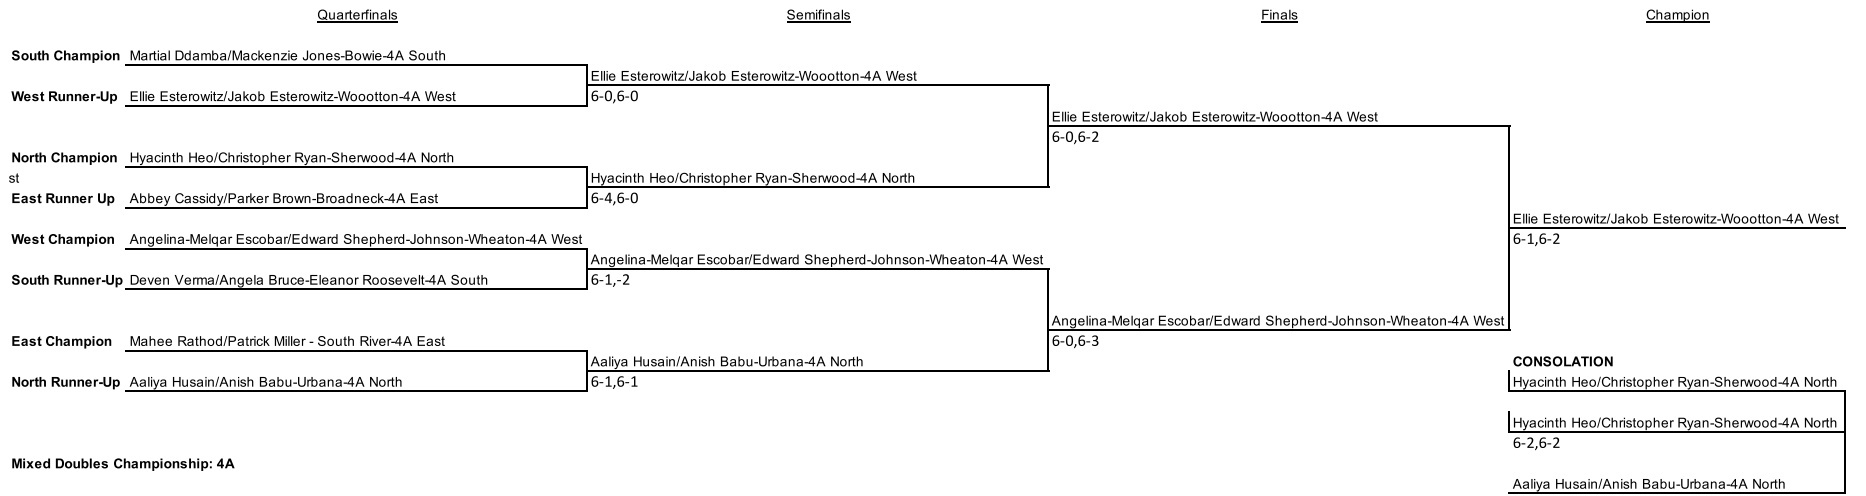 Quarterfinals Semifinals Finals Champion
South Champion Martial Ddamba/Mackenzie Jones-Bowie-4A South
Ellie Esterowitz/Jakob Esterowitz-Woootton-4A West
West Runner-Up Ellie Esterowitz/Jakob Esterowitz-Woootton-4A West 6-0,6-0
Ellie Esterowitz/Jakob Esterowitz-Woootton-4A West
6-0,6-2
North Champion Hyacinth Heo/Christopher Ryan-Sherwood-4A North
st Hyacinth Heo/Christopher Ryan-Sherwood-4A North
East Runner Up Abbey Cassidy/Parker Brown-Broadneck-4A East 6-4,6-0
Ellie Esterowitz/Jakob Esterowitz-Woootton-4A West
West Champion Angelina-Melqar Escobar/Edward Shepherd-Johnson-Wheaton-4A West 6-1,6-2
Angelina-Melqar Escobar/Edward Shepherd-Johnson-Wheaton-4A West
South Runner-Up Deven Verma/Angela Bruce-Eleanor Roosevelt-4A South 6-1,-2
Angelina-Melqar Escobar/Edward Shepherd-Johnson-Wheaton-4A West
East Champion Mahee Rathod/Patrick Miller - South River-4A East 6-0,6-3
Aaliya Husain/Anish Babu-Urbana-4A North CONSOLATION
North Runner-Up Aaliya Husain/Anish Babu-Urbana-4A North 6-1,6-1 Hyacinth Heo/Christopher Ryan-Sherwood-4A North
Hyacinth Heo/Christopher Ryan-Sherwood-4A North
6-2,6-2
Mixed Doubles Championship: 4A
Aaliya Husain/Anish Babu-Urbana-4A North